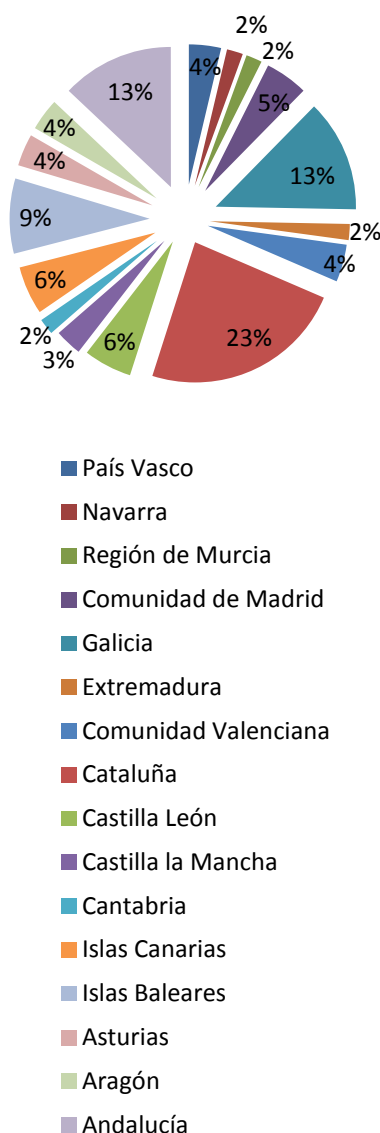 2%
4%
2%
5%
13%
4%
4%
13%
9%
2%
4%
6%
2%
6%
23%
3%
País Vasco
Navarra
Región de Murcia
Comunidad de Madrid
Galicia
Extremadura
Comunidad Valenciana
Cataluña
Castilla León
Castilla la Mancha
Cantabria
Islas Canarias
Islas Baleares
Asturias
Aragón
Andalucía